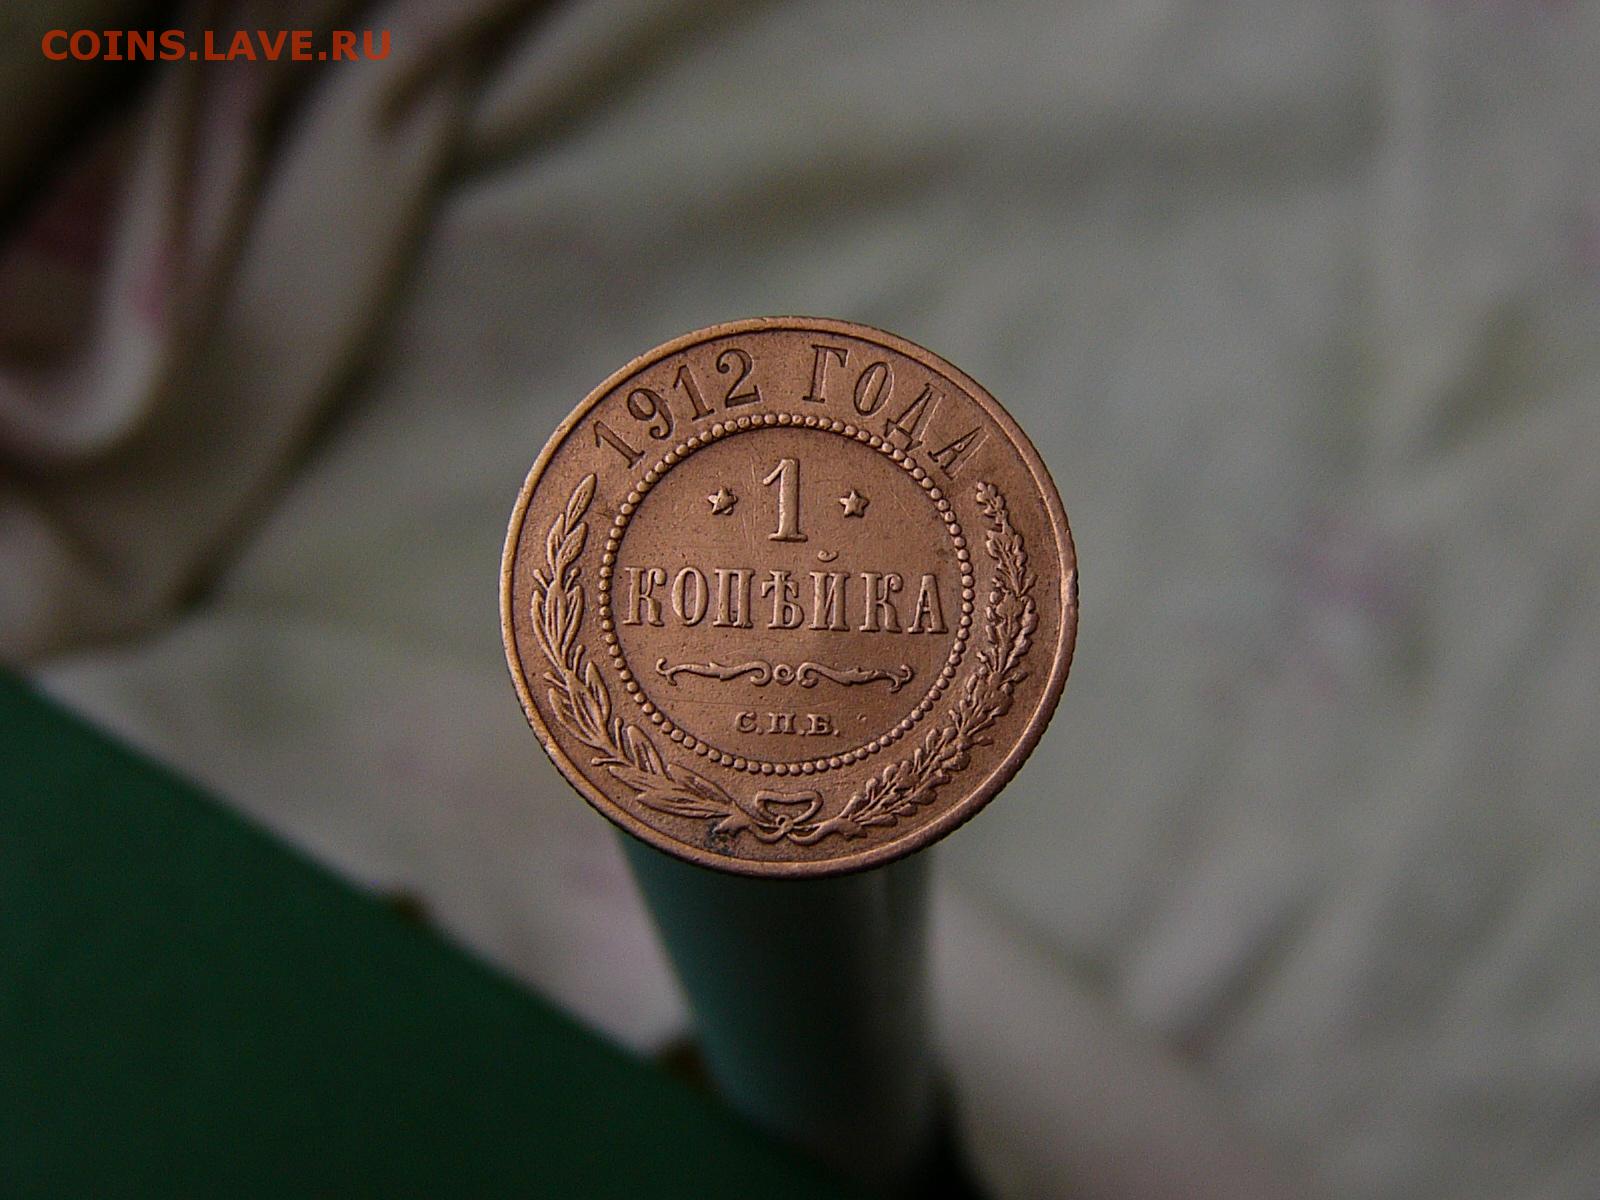 COINS.LAVE.RU
1912 ГОДА
1
КОПѢЙКА
С.П.Б.